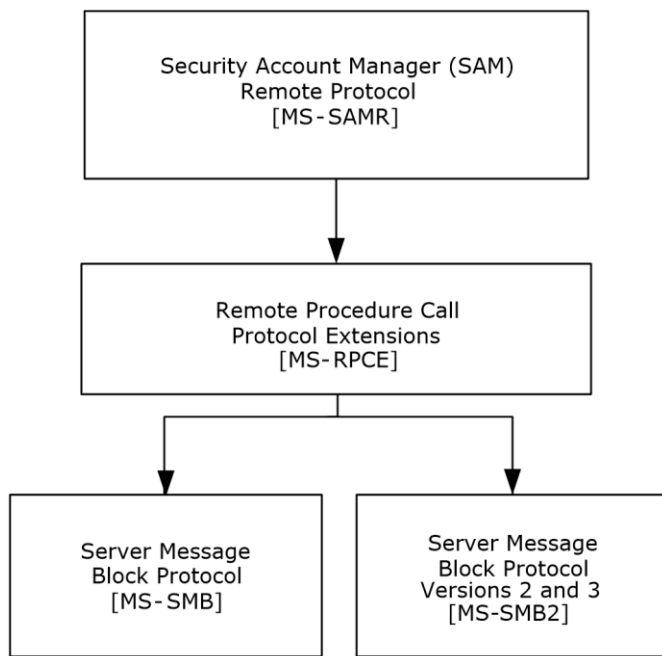 Security Account Manager (SAM)
Remote Protocol
[MS-SAMR]
Remote Procedure Call
Protocol Extensions
[MS-RPCE]
Server Message
Block Protocol
[MS-SMB]
Server Message
Block Protocol
Versions 2 and 3
[MS-SMB2]